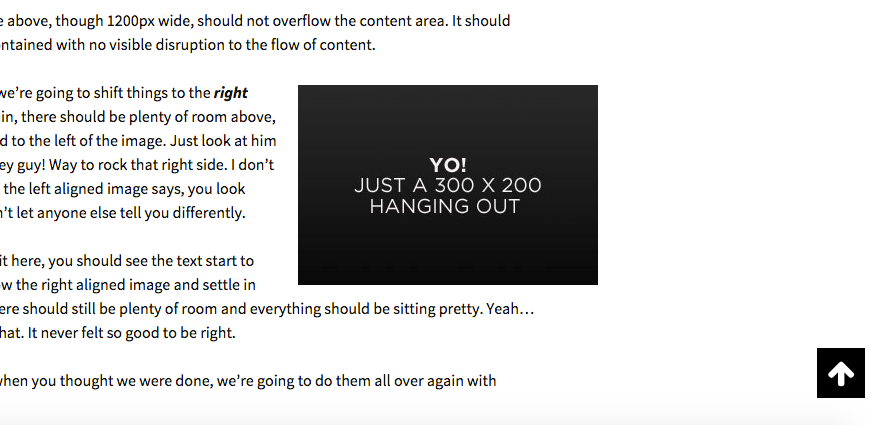 e above, though 1200px wide, should not overflow the content area. It should
ntained with no visible disruption to the flow of content.
we’re going to shift things to the right
in, there should be plenty of room above,
d to the left of the image. Just look at him
ey guy! Way to rock that right side. I don’t
the left aligned image says, you look
n’t let anyone else tell you differently.
it here, you should see the text start to
w the right aligned image and settle in
ere should still be plenty of room and everything should be sitting pretty. Yeah…
hat. It never felt so good to be right.
when you thought we were done, we’re going to do them all over again with
YO!
JUST A 300 X 200
HANGING OUT